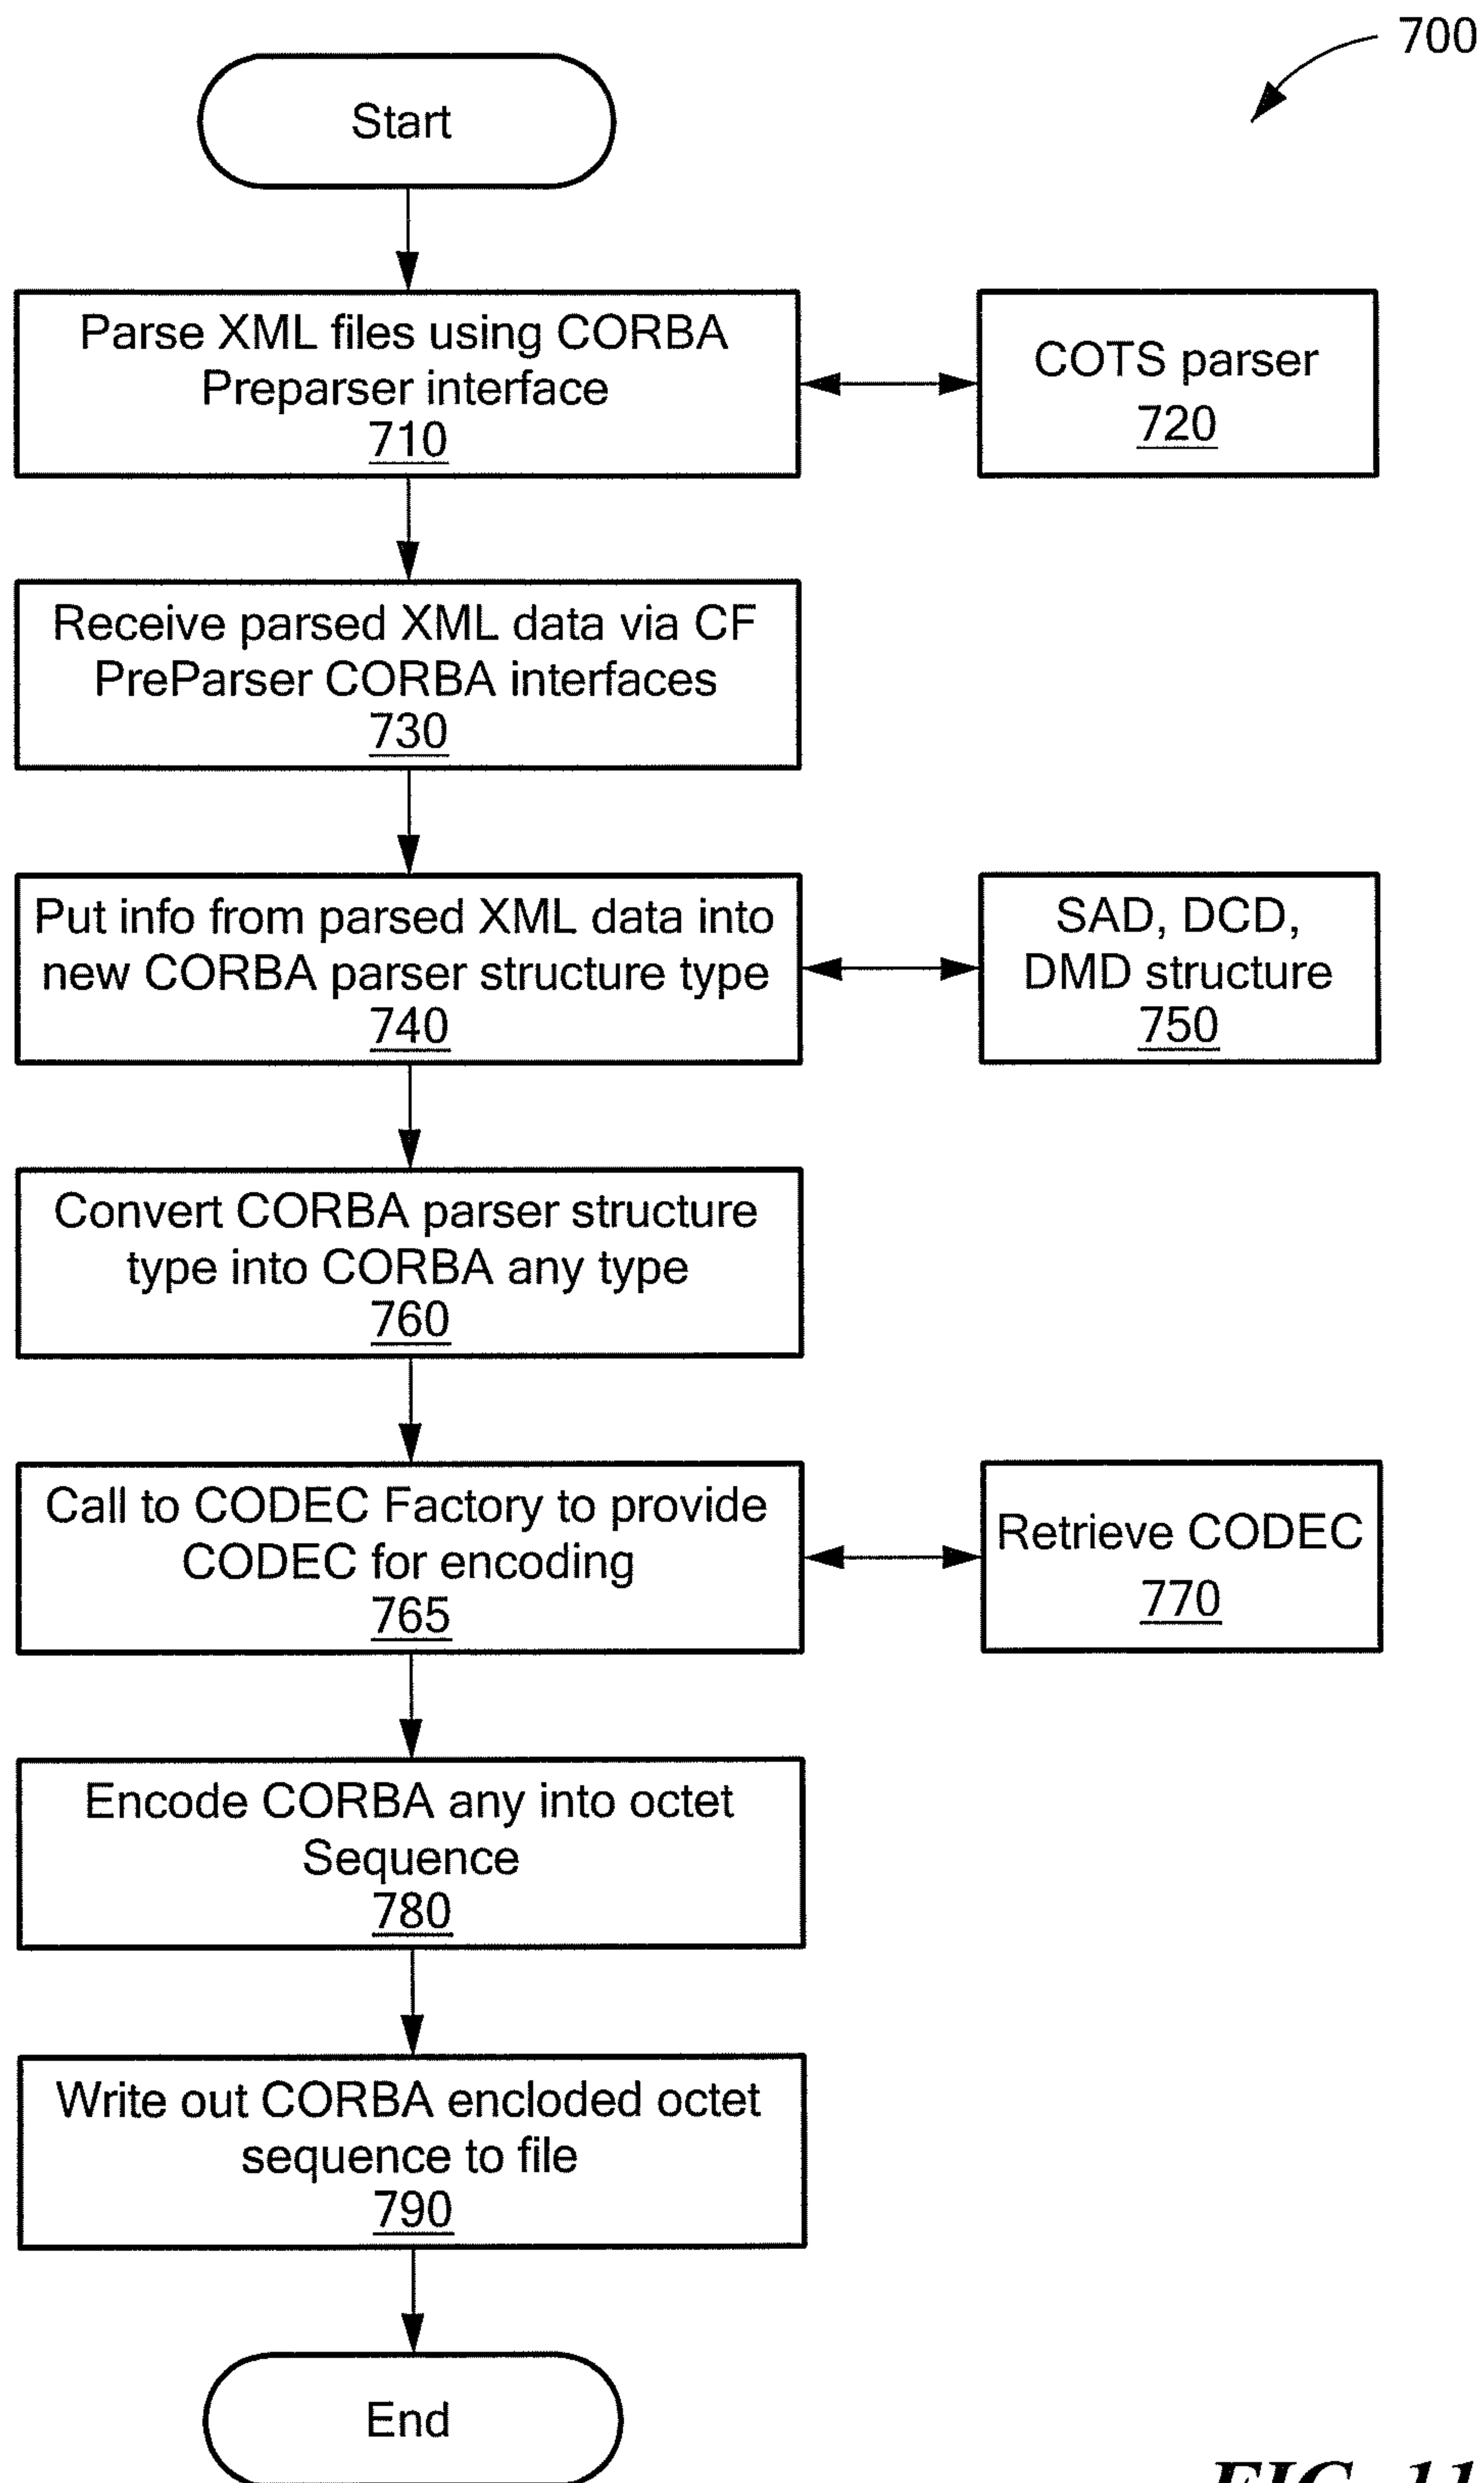 700
Start
Parse XML files using CORBA
Preparser interface
710
COTS parser
720
Receive parsed XML data via CF
PreParser CORBA interfaces
730
Put info from parsed XML data into
new CORBA parser structure type
740
SAD, DCD,
DMD structure
750
Convert CORBA parser structure
type into CORBA any type
760
Call to CODEC Factory to provide
CODEC for encoding
765
Retrieve CODEC
770
Encode CORBA any into octet
Sequence
780
Write out CORBA encloded octet
sequence to file
790
End
FIG. 11